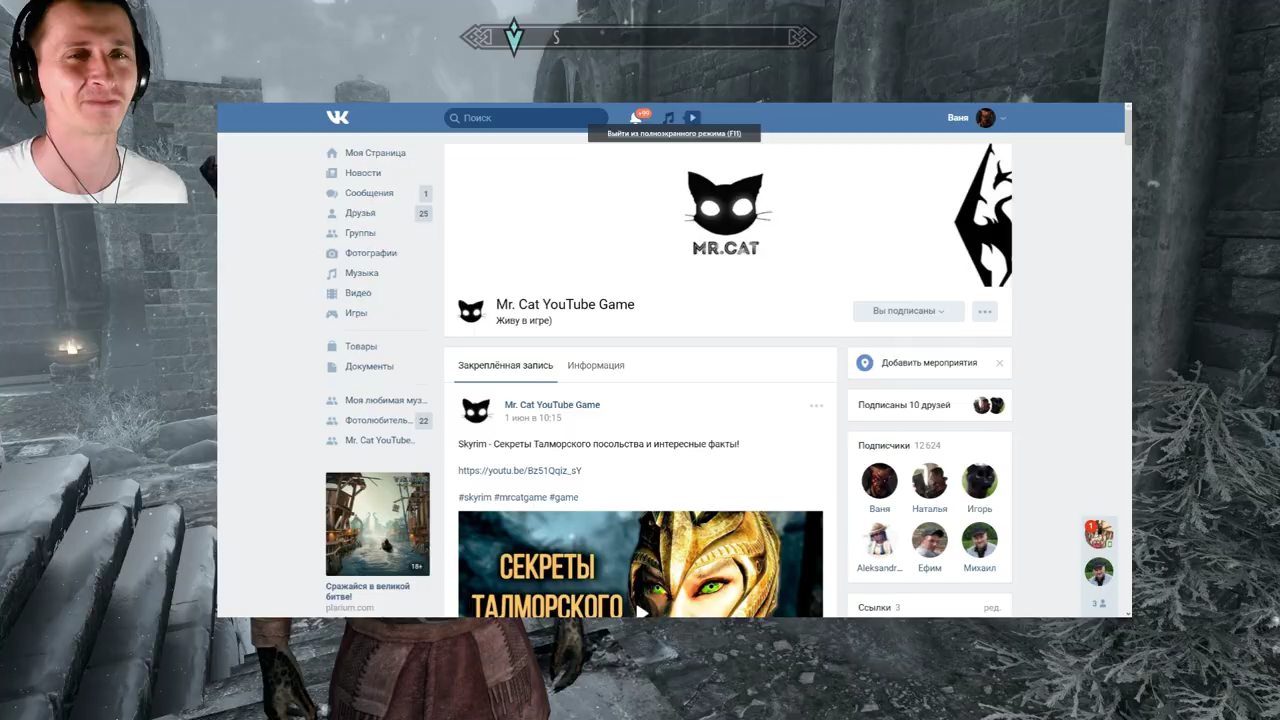 S
Поиск
+60
Ваня
Выйти из полноэкранного режима (F11)
Моя Страница
Новости
Сообщения 1
Друзья 25
Группы
Фотографии
Музыка
Видео
Игры
Товары
Документы
Моя любимая муз...
Фотолюбитель... 22
Mr. Cat YouTube..
18+
Сражайся в великой
битве!
plarium.com
MR.CAT
Mr. Cat YouTube Game
Живу в игре)
Вы подписаны
Закреплённая запись Информация
Mr. Cat YouTube Game
1 июн в 10:15
Skyrim - Секреты Талморского посольства и интересные факты!
https://youtu.be/Bz51Qqiz_sY
#skyrim #mrcatgame #game
СЕКРЕТЫ
ТАЛМОРСКОГО
Добавить мероприятия
Подписаны 10 друзей
Подписчики 12 624
Ваня Наталья Игорь
Aleksandr... Ефим Михаил
Ссылки 3 ред.
1
3